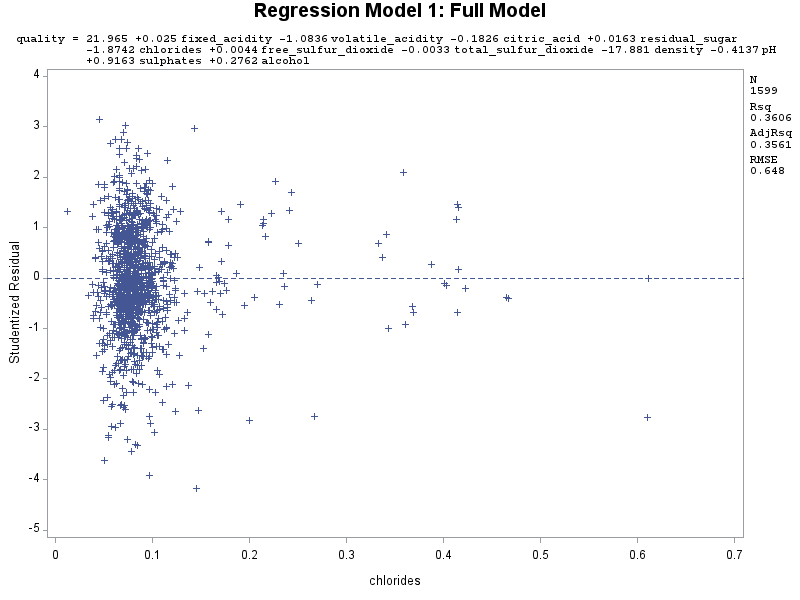 Regression Model 1: Full Model
quality = 21.965 +0.025 fixed_acidity -1.0836 volatile_acidity -0.1826 citric_acid +0.0163 residual_sugar
-1.8742 chlorides +0.0044 free_sulfur_dioxide -0.0033 total_sulfur_dioxide -17.881 density -0.4137 pH
+0.9163 sulphates +0.2762 alcohol
N
1599
Rsq
0.3606
AdjRsq
0.3561
RMSE
0.648
Studentized Residual
4
3
2
1
0
-1
-2
-3
-4
-5
0 0.1 0.2 0.3 0.4 0.5 0.6 0.7
chlorides